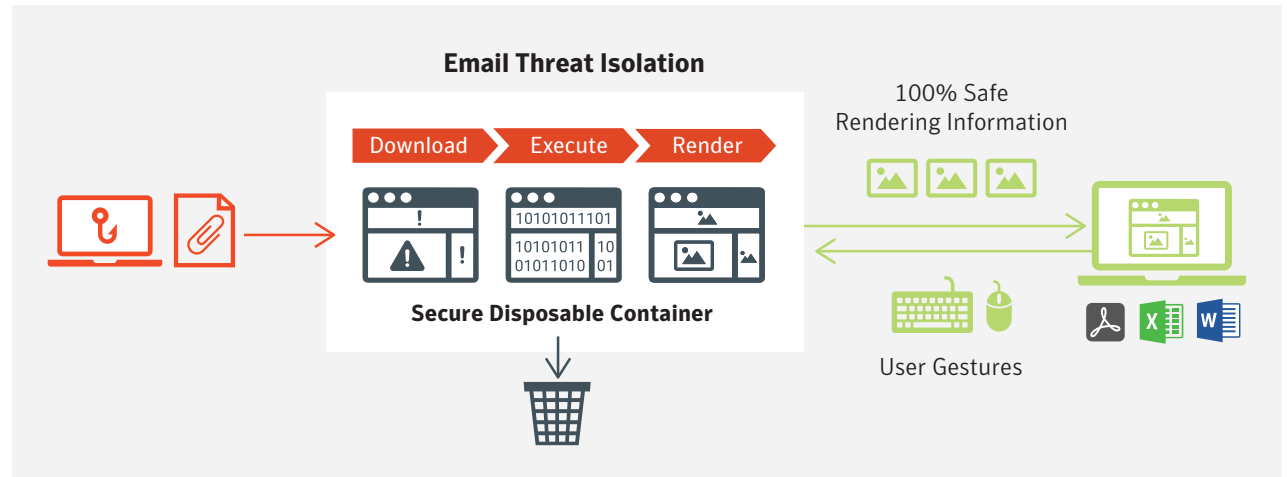 Email Threat Isolation
Download
Execute
Render
!
!
10101011101
10101011
10
01011010
01
Secure Disposable Container
100% Safe
Rendering Information
User Gestures
X
W